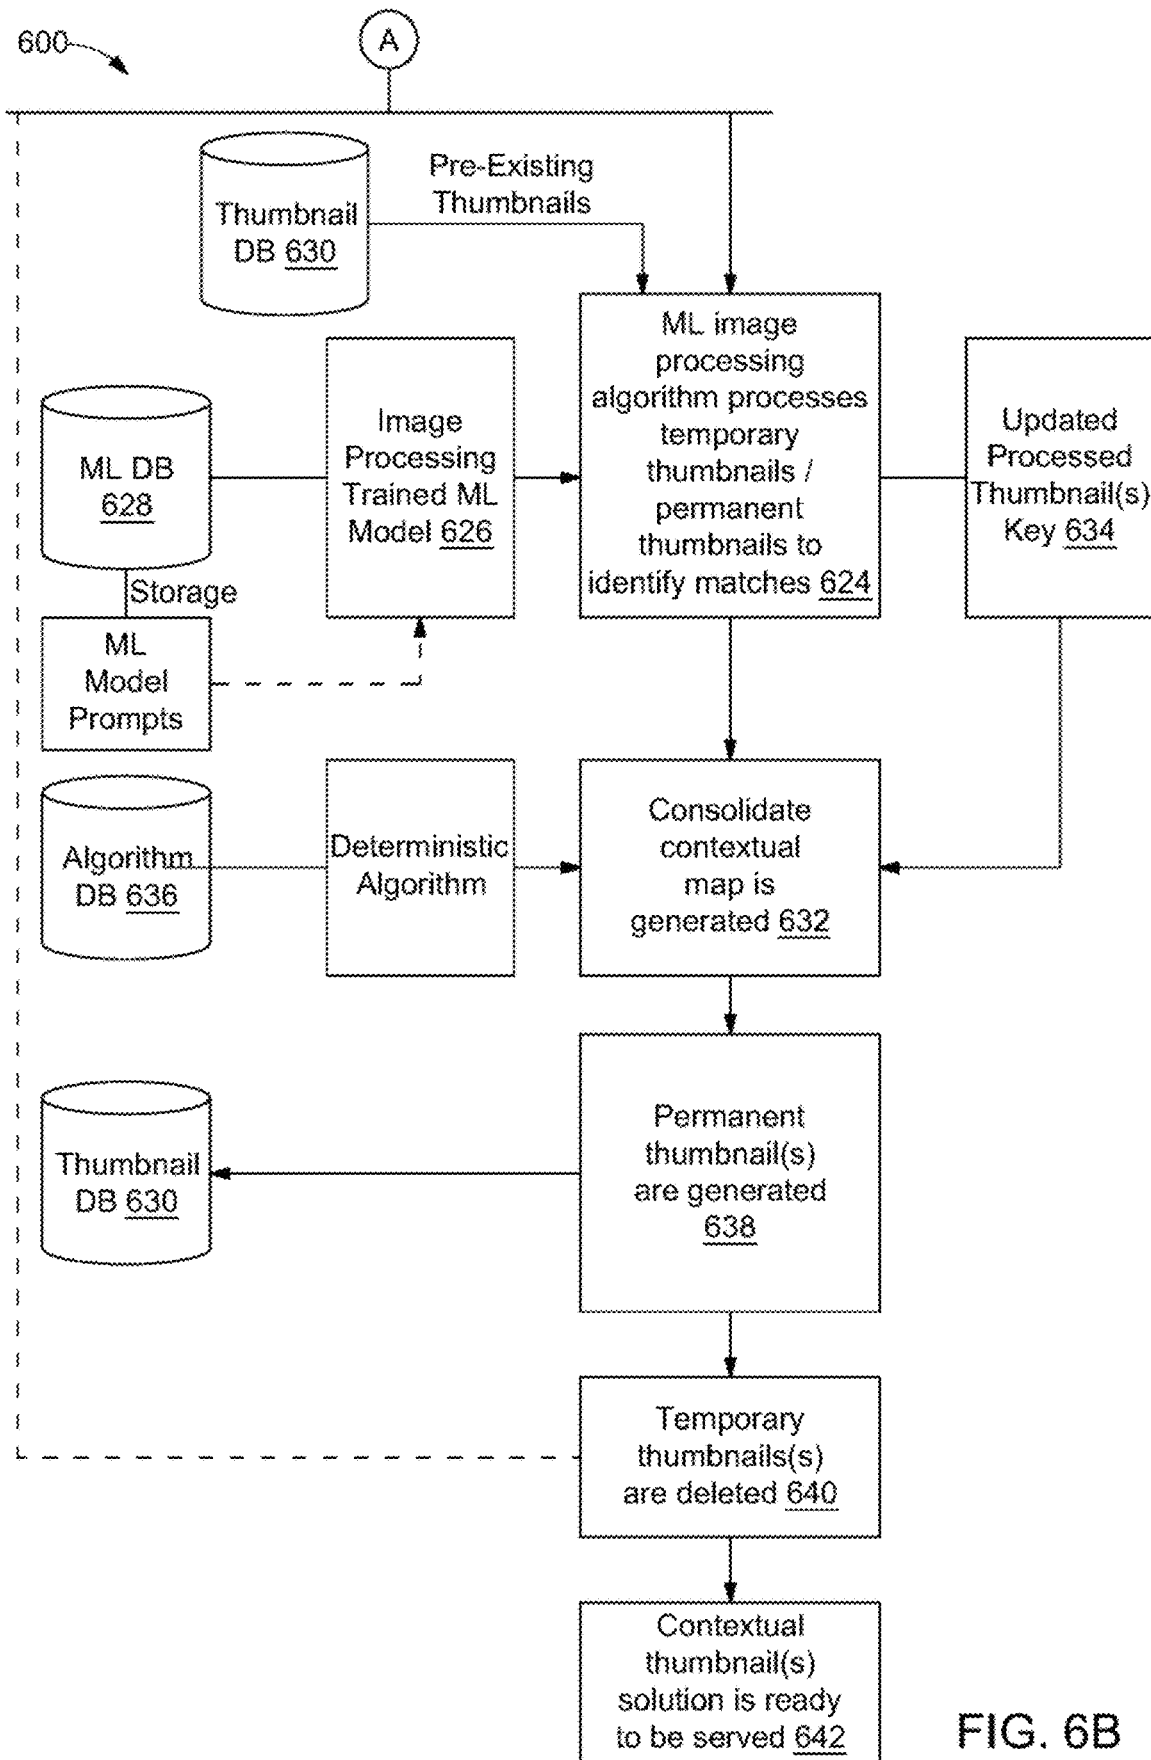 600
A
Pre-Existing
Thumbnails
Thumbnail
DB 630
ML image
processing
algorithm processes
temporary
thumbnails /
permanent
thumbnails to
identify matches 624
Image
Processing
Trained ML
Model 626
Updated
Processed
Thumbnail(s)
Key 634
ML DB
628
Storage
ML
Model
Prompts
Algorithm
DB 636
Deterministic
Algorithm
Consolidate
contextual
map is
generated 632
Thumbnail
DB 630
Permanent
thumbnail(s)
are generated
638
Temporary
thumbnails(s)
are deleted 640
Contextual
thumbnail(s)
solution is ready
to be served 642
FIG. 6B